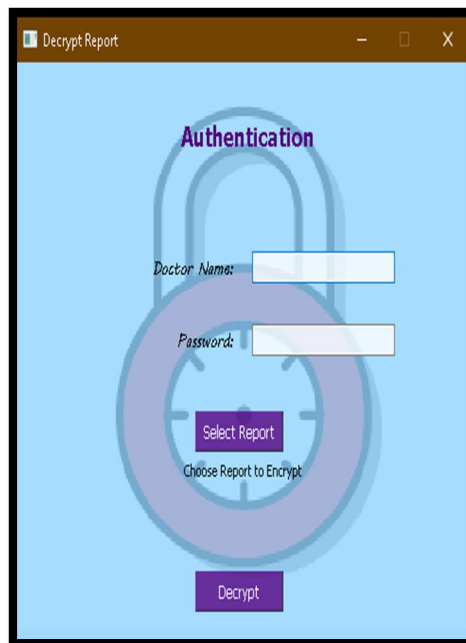 Decrypt Report
Authentication
Doctor Name:
Password:
Select Report
Choose Report to Encrypt
Decrypt